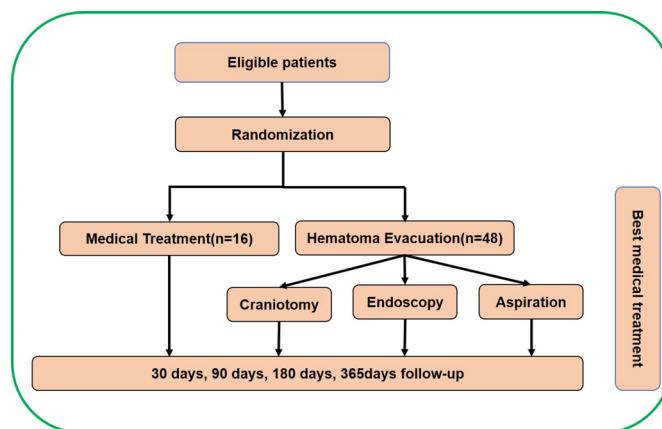 Eligible patients
Randomization
Medical Treatment(n=16)
Hematoma Evacuation(n=48)
Craniotomy
Endoscopy
Aspiration
30 days, 90 days, 180 days, 365days follow-up
Best medical treatment